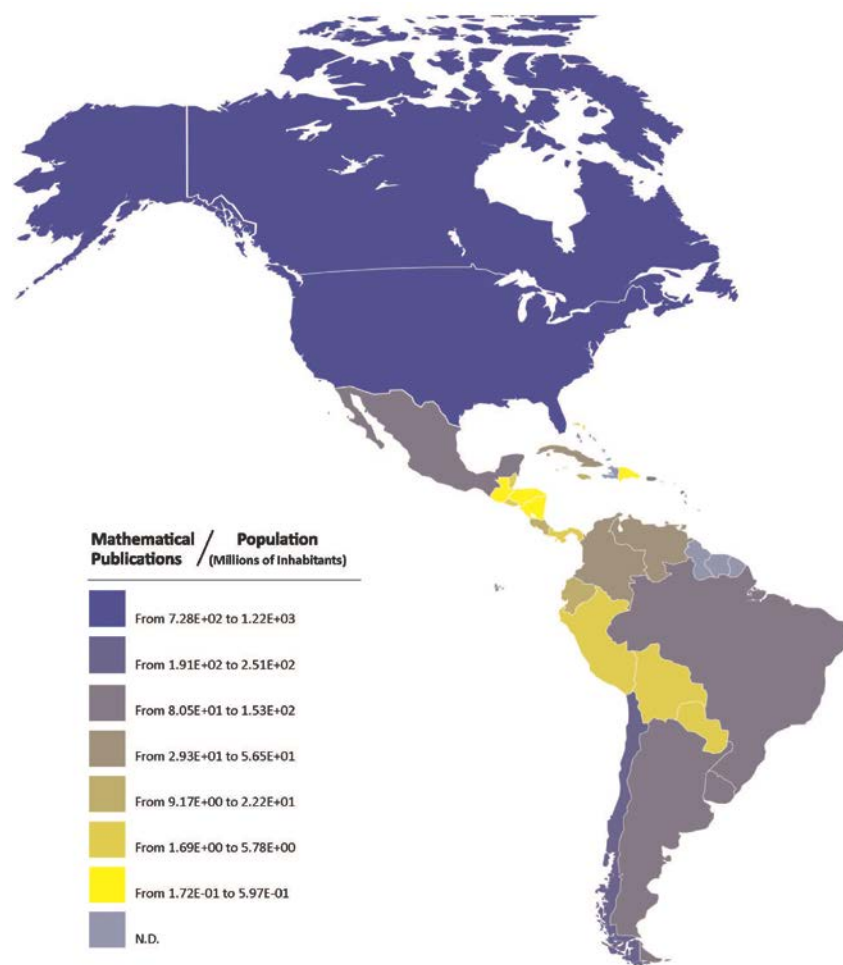 Mathematical / Population
Publications (Millions of Inhabitants)
From 7.28E+02 to 1.22E+03
From 1.91E+02 to 2.51E+02
From 8.05E+01 to 1.53E+02
From 2.93E+01 to 5.65E+01
From 9.17E+00 to 2.22E+01
From 1.69E+00 to 5.78E+00
From 1.72E-01 to 5.97E-01
N.D.